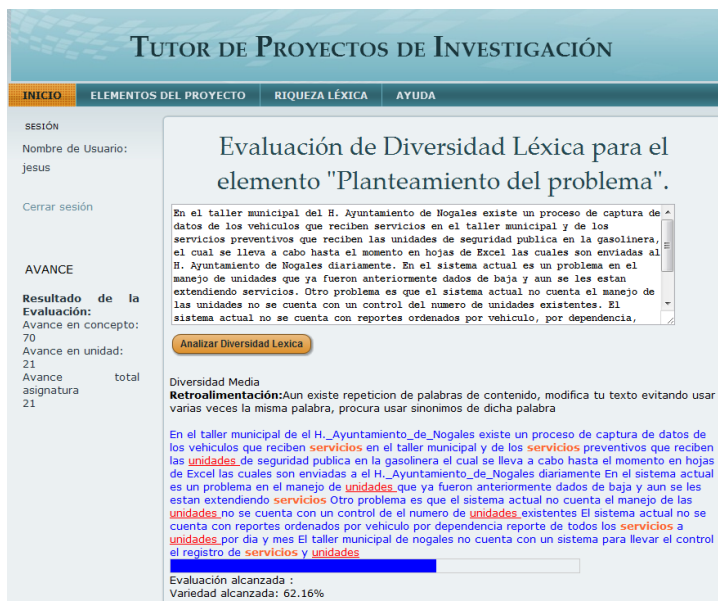 TUTOR DE PROYECTOS DE INVESTIGACIÓN
INICIO ELEMENTOS DEL PROYECTO RIQUEZA LÉXICA AYUDA
SESIÓN
Nombre de Usuario:
jesus
Cerrar sesión
AVANCE
Resultado de la
Evaluación:
Avance en concepto:
70
Avance en unidad:
21
Avance total
asignatura
21
Evaluación de Diversidad Léxica para el
elemento "Planteamiento del problema".
En el taller municipal del H. Ayuntamiento de Nogales existe un proceso de captura de
datos de los vehiculos que reciben servicios en el taller municipal y de los
servicios preventivos que reciben las unidades de seguridad publica en la gasolinera,
el cual se lleva a cabo hasta el momento en hojas de Excel las cuales son enviadas al
H. Ayuntamiento de Nogales diariamente. En el sistema actual es un problema en el
manejo de unidades que ya fueron anteriormente dados de baja y aun se les estan
extendiendo servicios. Otro problema es que el sistema actual no cuenta el manejo de
las unidades no se cuenta con un control del numero de unidades existentes. El
sistema actual no se cuenta con reportes ordenados por vehiculo, por dependencia,
Analizar Diversidad Lexica
Diversidad Media
Retroalimentación:Aun existe repeticion de palabras de contenido, modifica tu texto evitando usar
varias veces la misma palabra, procura usar sinonimos de dicha palabra
En el taller municipal de el H._Ayuntamiento_de_Nogales existe un proceso de captura de datos de
los vehiculos que reciben servicios en el taller municipal y de los servicios preventivos que reciben
las unidades de seguridad publica en la gasolinera el cual se lleva a cabo hasta el momento en hojas
de Excel las cuales son enviadas a el H._Ayuntamiento_de_Nogales diariamente En el sistema actual
es un problema en el manejo de unidades que ya fueron anteriormente dados de baja y aun se les
estan extendiendo servicios Otro problema es que el sistema actual no cuenta el manejo de las
unidades no se cuenta con un control de el numero de unidades existentes El sistema actual no se
cuenta con reportes ordenados por vehiculo por dependencia reporte de todos los servicios a
unidades por dia y mes El taller municipal de nogales no cuenta con un sistema para llevar el control
el registro de servicios y unidades
Evaluación alcanzada :
Variedad alcanzada: 62.16%